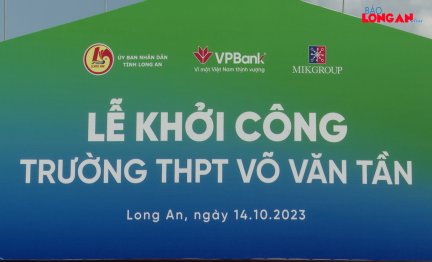 BÁO
LONG AN
ỦY BAN NHÂN DÂN
TỈNH LONG AN
VPBank
Vì một Việt Nam thịnh vượng
MIKGROUP
LỄ KHỞI CÔNG
TRƯỜNG THPT VÕ VĂN TẦN
Long An, ngày 14.10.2023